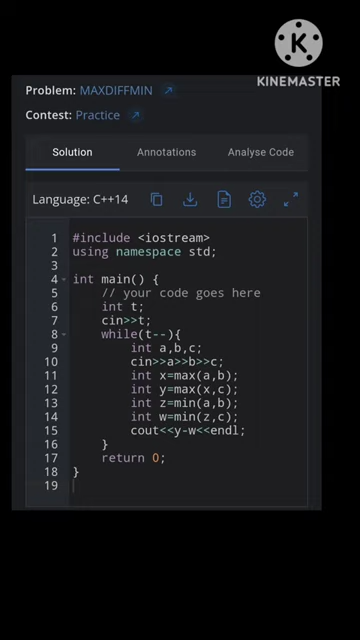 K
KINEMASTER
Problem: MAXDIFFMIN
Contest: Practice
Solution Annotations Analyse Code
Language: C++14
1 #include <iostream>
2 using namespace std;
3
4 int main() {
5 // your code goes here
6 int t;
7 cin>>t;
8 while(t--){
9 int a,b,c;
10 cin>>a>>b>>c;
11 int x=max(a,b);
12 int y=max(x,c);
13 int z=min(a,b);
14 int w=min(z,c);
15 cout<<y-w<<endl;
16 }
17 return 0;
18 }
19